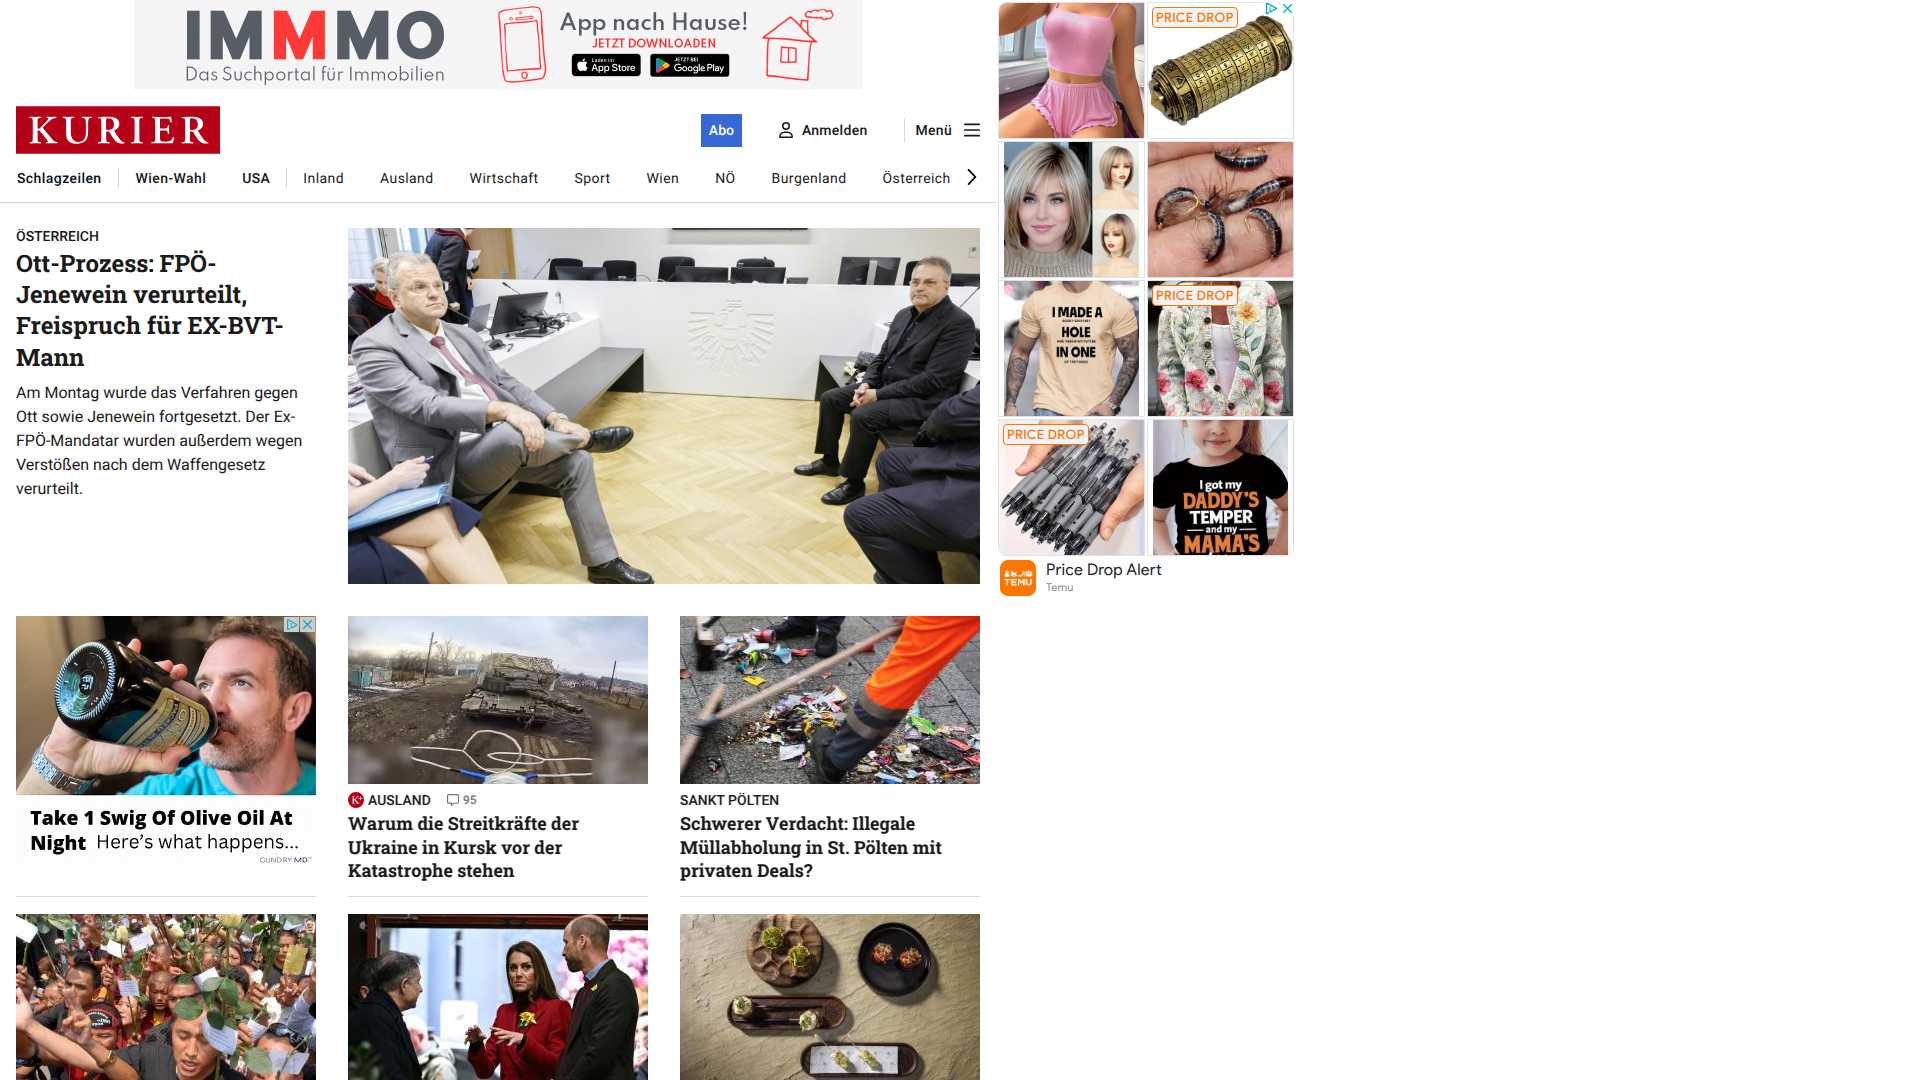 IMMMO
Das Suchportal für Immobilien
App nach Hause!
JETZT DOWNLOADEN
Laden im
App Store
JETZT BEI
Google Play
KURIER
Abo
Anmelden
Menü
Schlagzeilen
Wien-Wahl
USA
Inland
Ausland
Wirtschaft
Sport
Wien
NÖ
Burgenland
Österreich
ÖSTERREICH
Ott-Prozess: FPÖ-
Jenewein verurteilt,
Freispruch für EX-BVT-
Mann
Am Montag wurde das Verfahren gegen
Ott sowie Jenewein fortgesetzt. Der Ex-
FPÖ-Mandatar wurden außerdem wegen
Verstößen nach dem Waffengesetz
verurteilt.
PRICE DROP
I MADE A
HOLE
IN ONE
PRICE DROP
PRICE DROP
I got my
DADDY'S
TEMPER
and my
MAMA'S
TEMU
Price Drop Alert
Temu
Take 1 Swig Of Olive Oil At
Night Here's what happens...
GUNDRY MD™
K+ AUSLAND 95
Warum die Streitkräfte der
Ukraine in Kursk vor der
Katastrophe stehen
SANKT PÖLTEN
Schwerer Verdacht: Illegale
Müllabholung in St. Pölten mit
privaten Deals?